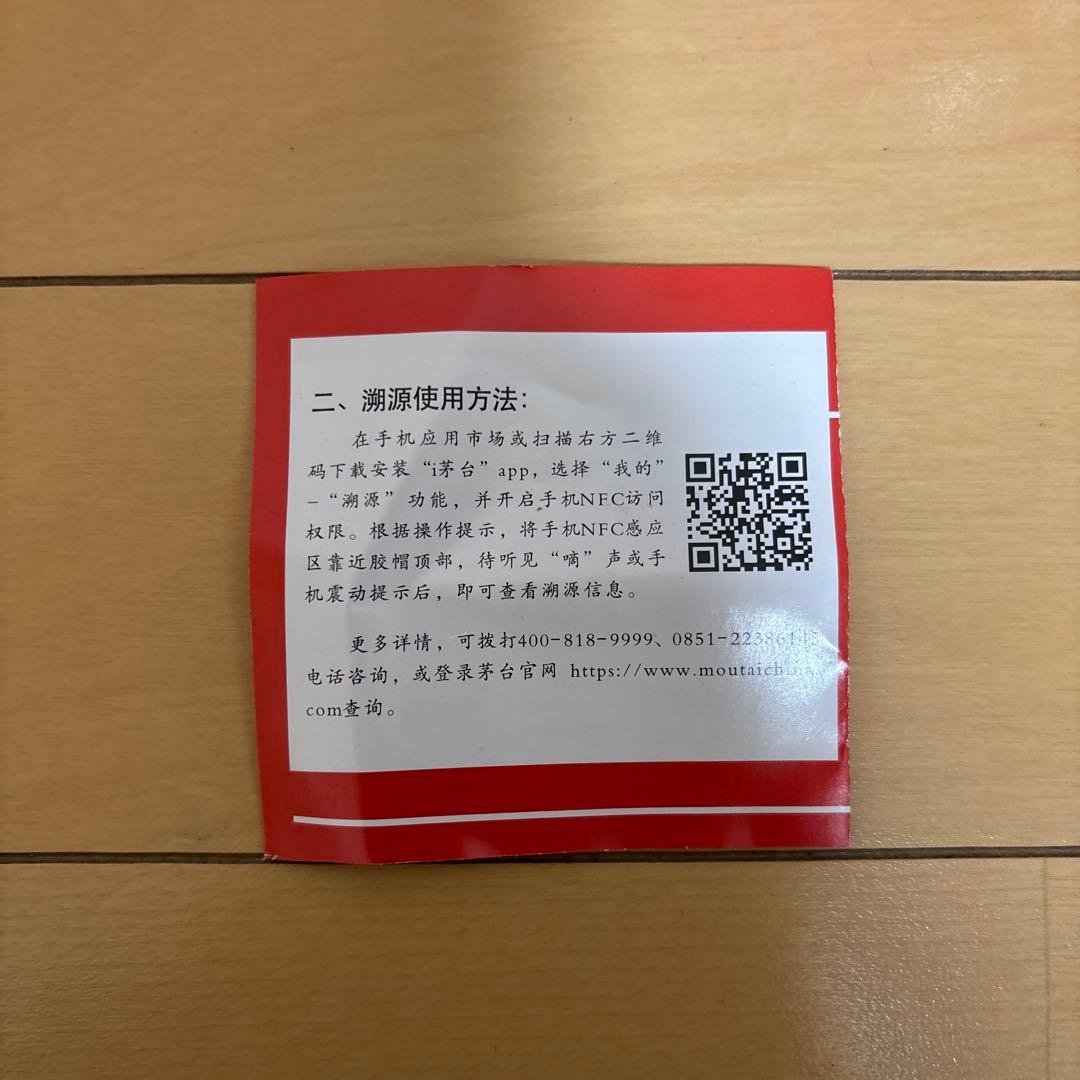 二、溯源使用方法：
在手机应用市场或扫描右方二维
码下载安装“i茅台”app，选择“我的”
-“溯源”功能，并开启手机NFC访问
权限。根据操作提示，将手机NFC感应
区靠近胶帽顶部，待听见“嘀”声或手
机震动提示后，即可查看溯源信息。
更多详情，可拨打400-818-9999、
电话咨询，或登录茅台官网 https://www.moutaichina.
com查询。